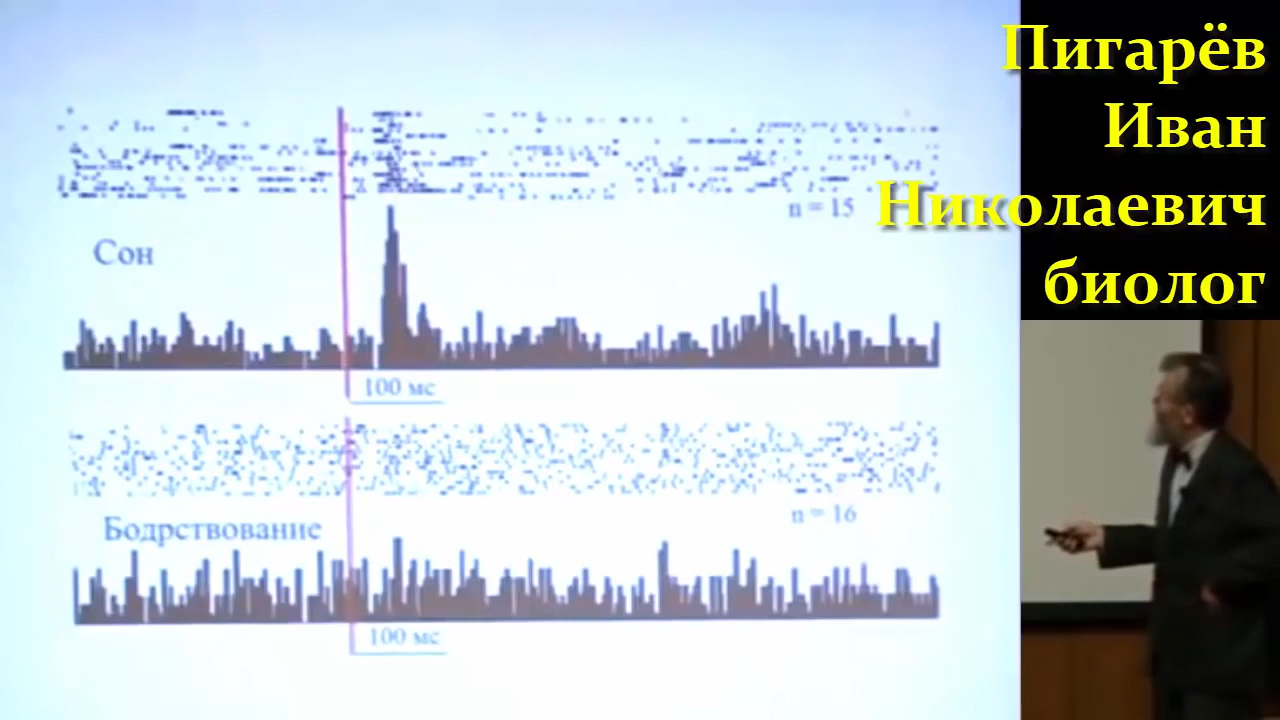 Пигарёв
Иван
Николаевич
биолог
n = 15
Сон
100 мс
n = 16
Бодрствование
100 мс